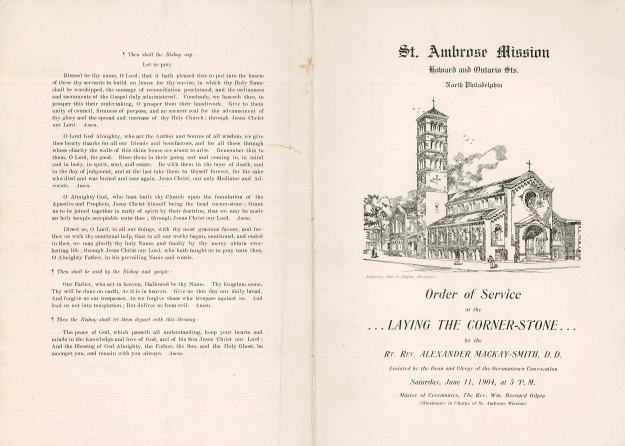 ¶ Then shall the Bishop say:
Let us pray.
Blessed be thy name, O Lord; that it hath pleased thee to put into the hearts
of these thy servants to build an house for thy service, in which thy Holy Name
shall be worshipped, the message of reconciliation proclaimed, and the ordinances
and sacraments of the Gospel duly administered. Vouchsafe, we beseech thee, to
prosper this their undertaking, O prosper thou their handiwork. Give to them
unity of council, firmness of purpose, and an earnest zeal for the advancement of
thy glory and the spread and increase of thy Holy Church; through Jesus Christ
our Lord. Amen.
O Lord God Almighty, who art the Author and Source of all wisdom, we give
thee hearty thanks for all our friends and benefactors, and for all those through
whose charity the walls of this thine house are about to arise. Remember this to
them, O Lord, for good. Bless them in their going out and coming in, in mind
and in body, in spirit, soul, and estate. Be with them in the hour of death, and
in the day of judgment, and at the last take them to thyself forever, for his sake
who died and was buried and rose again, Jesus Christ, our only Mediator and Ad-
vocate. Amen.
O Almighty God, who hast built thy Church upon the foundation of the
Apostles and Prophets, Jesus Christ himself being the head corner-stone; Grant
us to be joined together in unity of spirit by their doctrine, that we may be made
an holy temple acceptable unto thee; through Jesus Christ our Lord. Amen.
Direct us, O Lord, in all our doings, with thy most gracious favour, and fur-
ther us with thy continual help, that in all our works begun, continued, and ended
in thee, we may glorify thy holy Name, and finally by thy mercy obtain ever-
lasting life; through Jesus Christ our Lord, who hath taught us to pray unto thee,
O Almighty Father, in his prevailing Name and words.
¶ Then shall be said by the Bishop and people:
Our Father, who art in heaven, Hallowed be thy Name. Thy kingdom come.
Thy will be done on earth, As it is in heaven. Give us this day our daily bread.
And forgive us our trespasses, As we forgive those who trespass against us. And
lead us not into temptation; But deliver us from evil. Amen.
¶ Then the Bishop shall let them depart with this blessing:
The peace of God, which passeth all understanding, keep your hearts and
minds in the knowledge and love of God, and of his Son Jesus Christ our Lord;
And the Blessing of God Almighty, the Father, the Son, and the Holy Ghost, be
amongst you, and remain with you always. Amen.
St. Ambrose Mission
Howard and Ontario Sts.
North Philadelphia
Architects
Order of Service
at the
...LAYING THE CORNER-STONE...
by the
RT. REV. ALEXANDER MACKAY-SMITH, D. D.
Assisted by the Dean and Clergy of the Germantown Convocation
Saturday, June 11, 1904, at 5 P. M.
Master of Ceremonies, The Rev. Wm. Bernard Gilpin
(Missionary in Charge of St. Ambrose Mission)